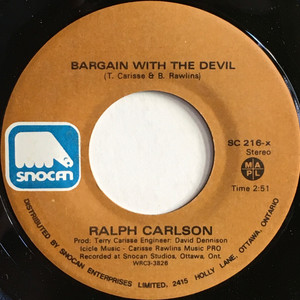 BARGAIN WITH THE DEVIL
(T. Carisse & B. Rawlins)
SNOCAN
SC 216-x
Stereo
M A P L
Time 2:51
RALPH CARLSON
Prod: Terry Carisse Engineer: David Dennison
Icicle Music - Carisse Rawlins Music PRO
Recorded at Snocan Studios, Ottawa, Ont.
WRC3-3826
DISTRIBUTED BY SNOCAN ENTERPRISES LIMITED, 2415 HOLLY LANE, OTTAWA, ONTARIO